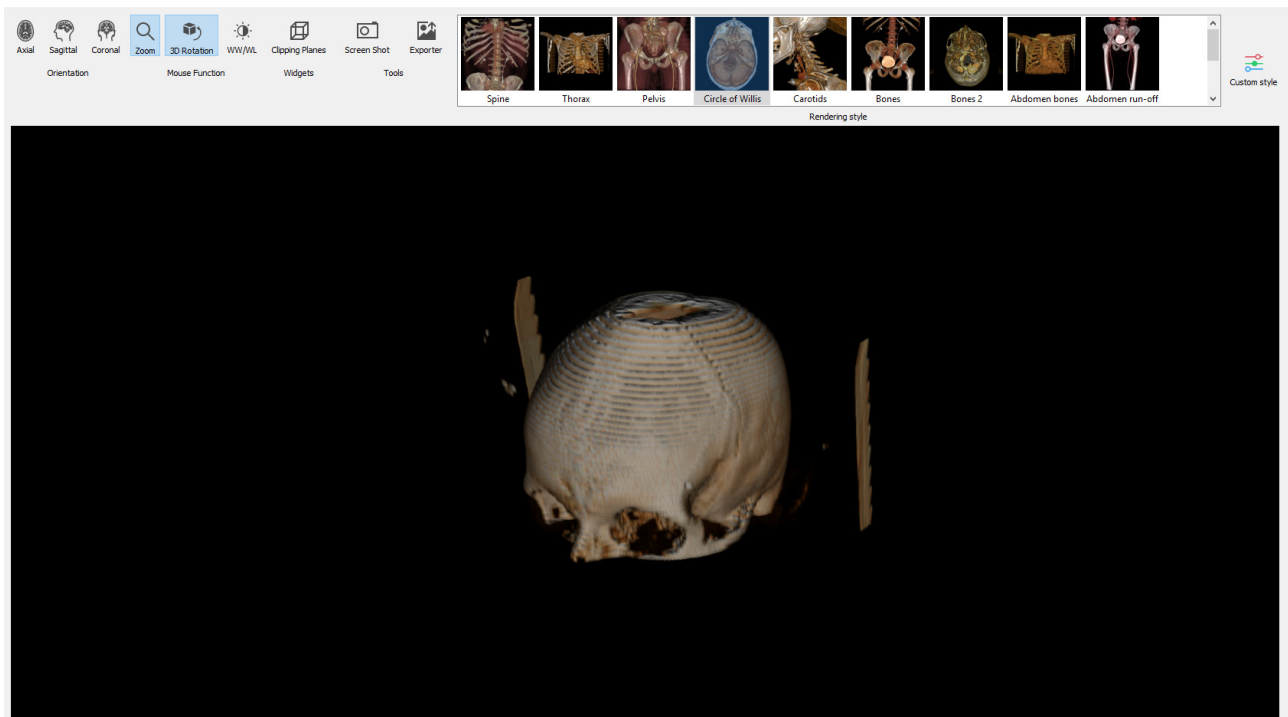 Axial Sagittal Coronal Zoom 3D Rotation WW/WL Clipping Planes Screen Shot Exporter
Orientation Mouse Function Widgets Tools
Spine Thorax Pelvis Circle of Willis Carotids Bones Bones 2 Abdomen bones Abdomen run-off
Custom style
Rendering style